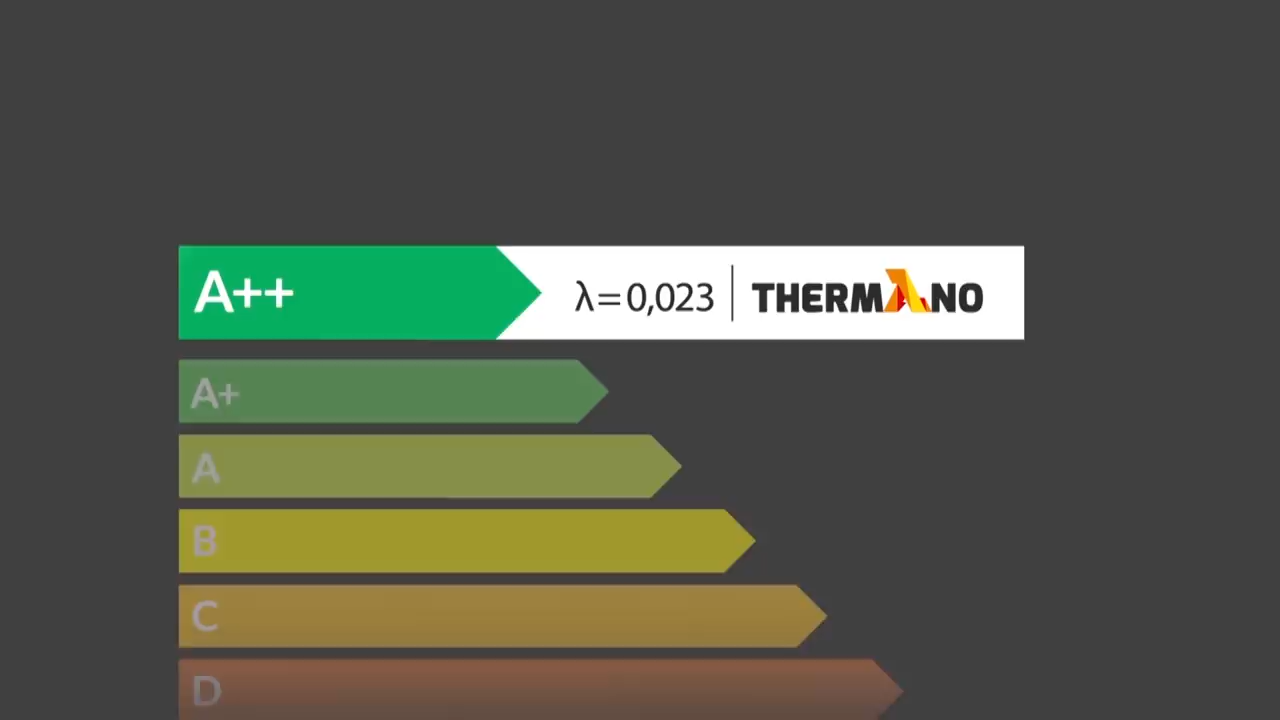 A++ λ=0,023 THERMANO
A+
A
B
C
D